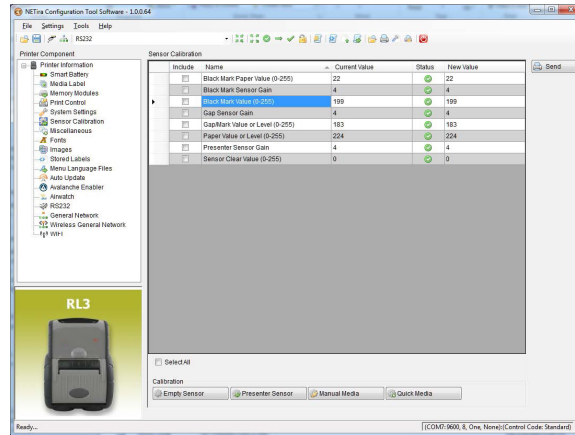 NETira Configuration Tool Software - 1.0.0.64
File Settings Tools Help
RS232
Printer Component
Printer Information
Smart Battery
Media Label
Memory Modules
Print Control
System Settings
Sensor Calibration
Miscellaneous
Fonts
Images
Stored Labels
Menu Language Files
Auto Update
Avalanche Enabler
Airwatch
RS232
General Network
Wireless General Network
WIFI
RL3
Sensor Calibration
Include Name Current Value Status New Value
Black Mark Paper Value (0-255) 22 22
Black Mark Sensor Gain 4 4
Black Mark Value (0-255) 199 199
Gap Sensor Gain 4 4
Gap/Mark Value or Level (0-255) 183 183
Paper Value or Level (0-255) 224 224
Presenter Sensor Gain 4 4
Sensor Clear Value (0-255) 0 0
Send
Select All
Calibration
Empty Sensor Presenter Sensor Manual Media Quick Media
Ready... (COM7:9600, 8, One, None):(Control Code: Standard)